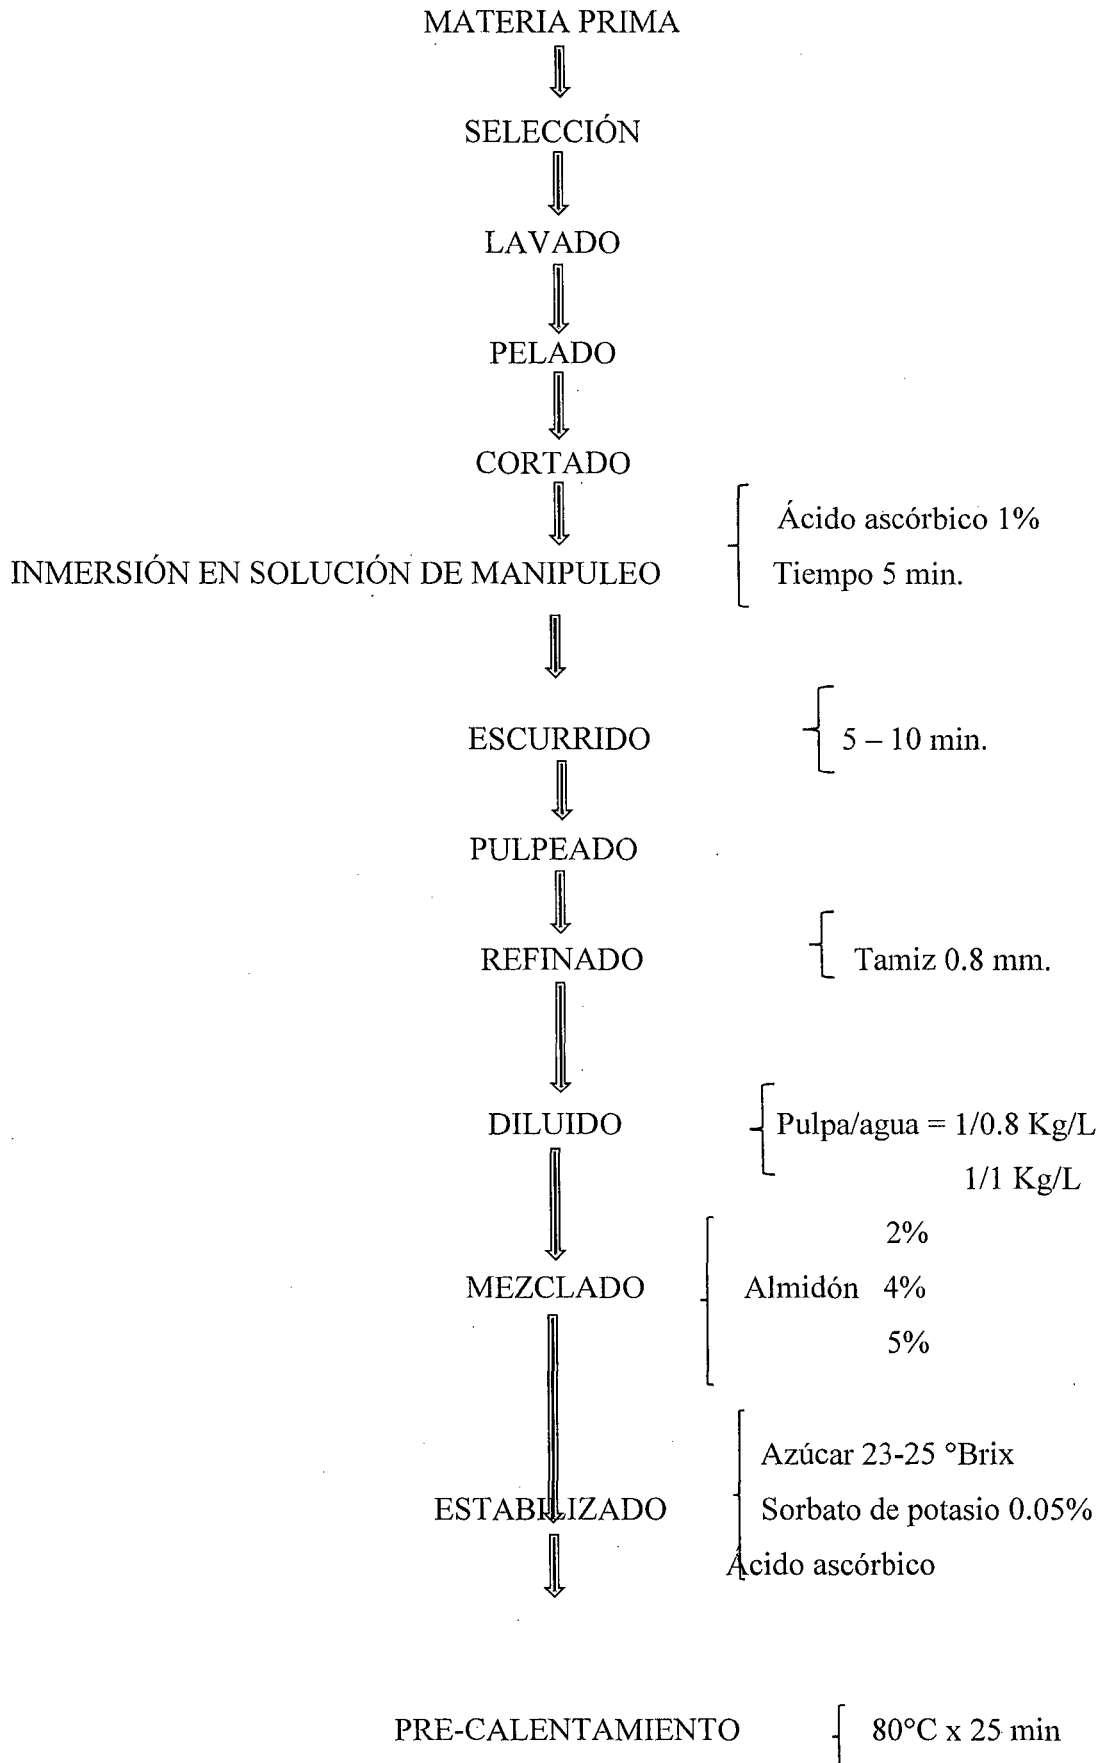 MATERIA PRIMA
SELECCIÓN
LAVADO
PELADO
CORTADO
Ácido ascórbico 1%
INMERSIÓN EN SOLUCIÓN DE MANIPULEO
Tiempo 5 min.
ESCURRIDO
5 – 10 min.
PULPEADO
REFINADO
Tamiz 0.8 mm.
DILUIDO
Pulpa/agua = 1/0.8 Kg/L
1/1 Kg/L
2%
MEZCLADO
Almidón 4%
5%
Azúcar 23-25 °Brix
ESTABILIZADO
Sorbato de potasio 0.05%
Ácido ascórbico
PRE-CALENTAMIENTO
80°C x 25 min